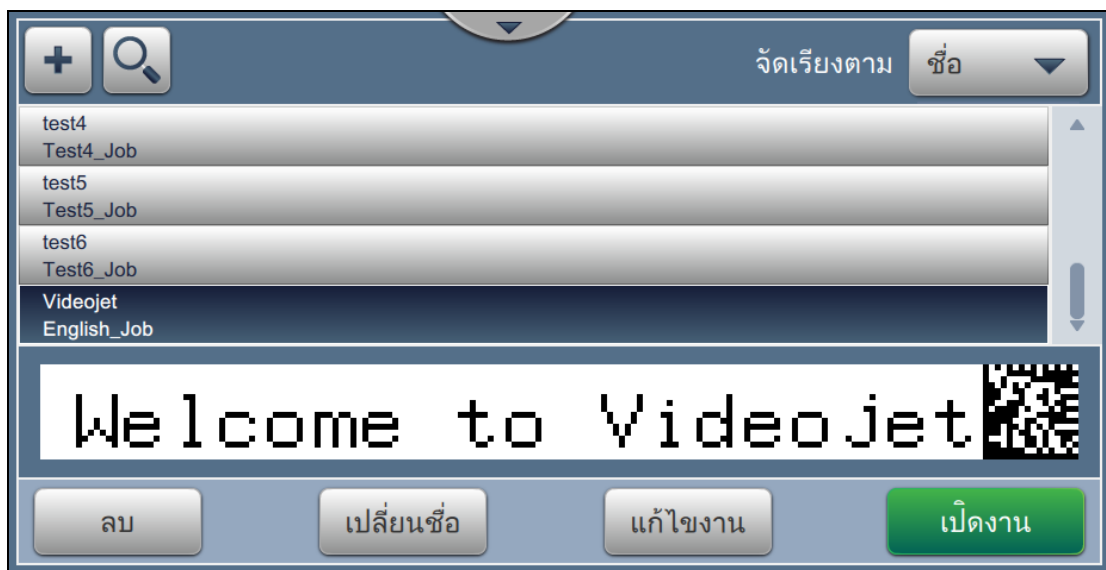 จัดเรียงตาม ชื่อ
test4
Test4_Job
test5
Test5_Job
test6
Test6_Job
Videojet
English_Job
Welcome to Videojet
ลบ เปลี่ยนชื่อ แก้ไขงาน เปิดงาน